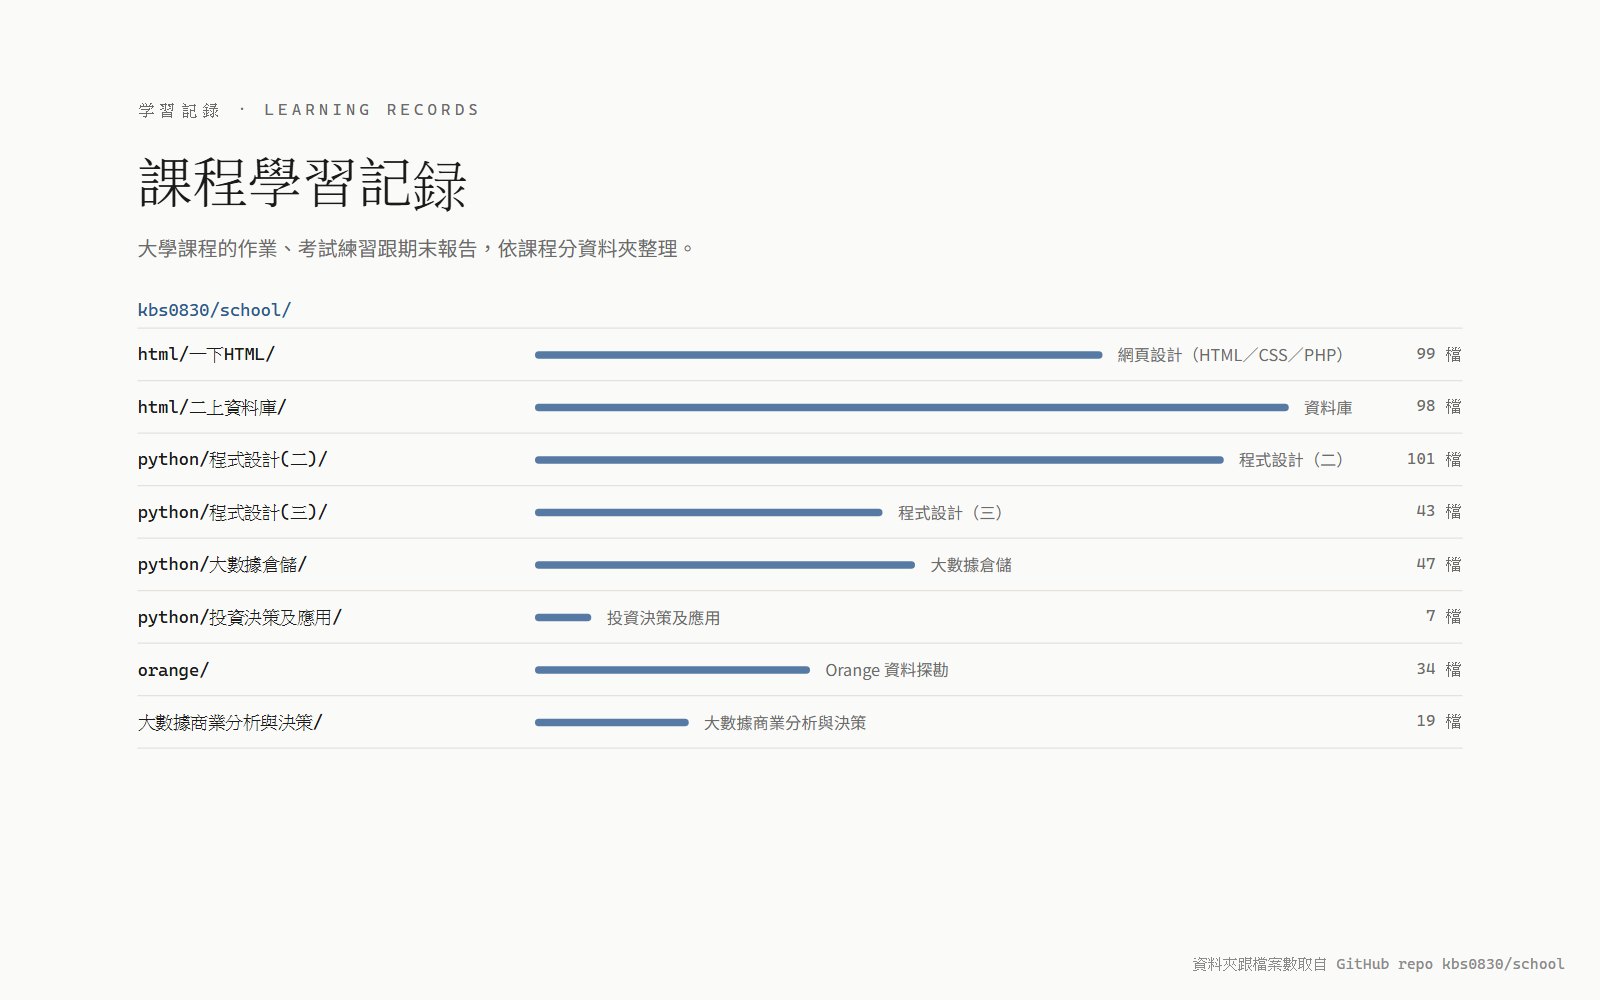 学習記錄 · LEARNING RECORDS
課程學習記録
大學課程的作業、考試練習跟期末報告，依課程分資料夾整理。
kbs0830/school/
html/一下HTML/ 網頁設計（HTML／CSS／PHP） 99 檔
html/二上資料庫/ 資料庫 98 檔
python/程式設計(二)/ 程式設計（二） 101 檔
python/程式設計(三)/ 程式設計（三） 43 檔
python/大數據倉儲/ 大數據倉儲 47 檔
python/投資決策及應用/ 投資決策及應用 7 檔
orange/ Orange 資料探勘 34 檔
大數據商業分析與決策/ 大數據商業分析與決策 19 檔
資料夾跟檔案數取自 GitHub repo kbs0830/school